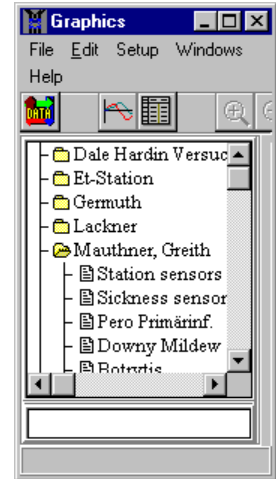 Graphics
File Edit Setup Windows
Help
DATA
Dale Hardin Versuc
Et-Station
Germuth
Lackner
Mauthner, Greith
Station sensors
Sickness sensor
Pero Primärinf.
Downy Mildew
Botrytis